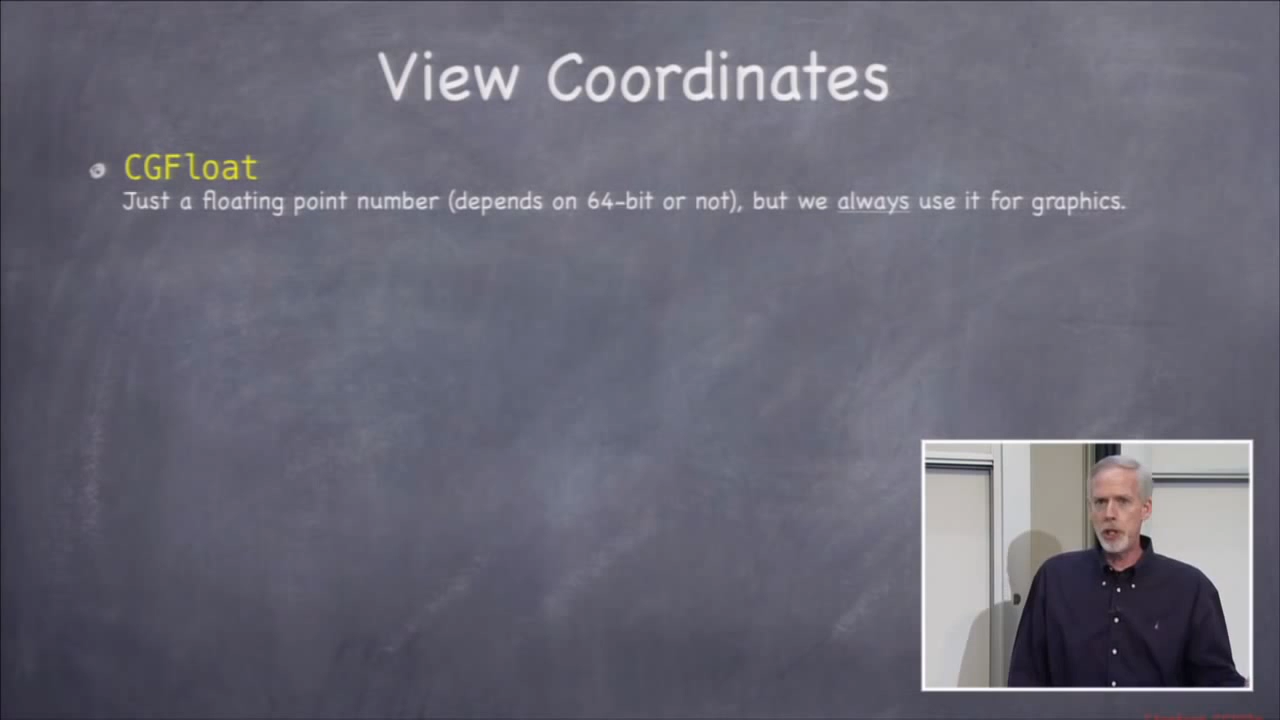 View Coordinates
CGFloat
Just a floating point number (depends on 64-bit or not), but we always use it for graphics.